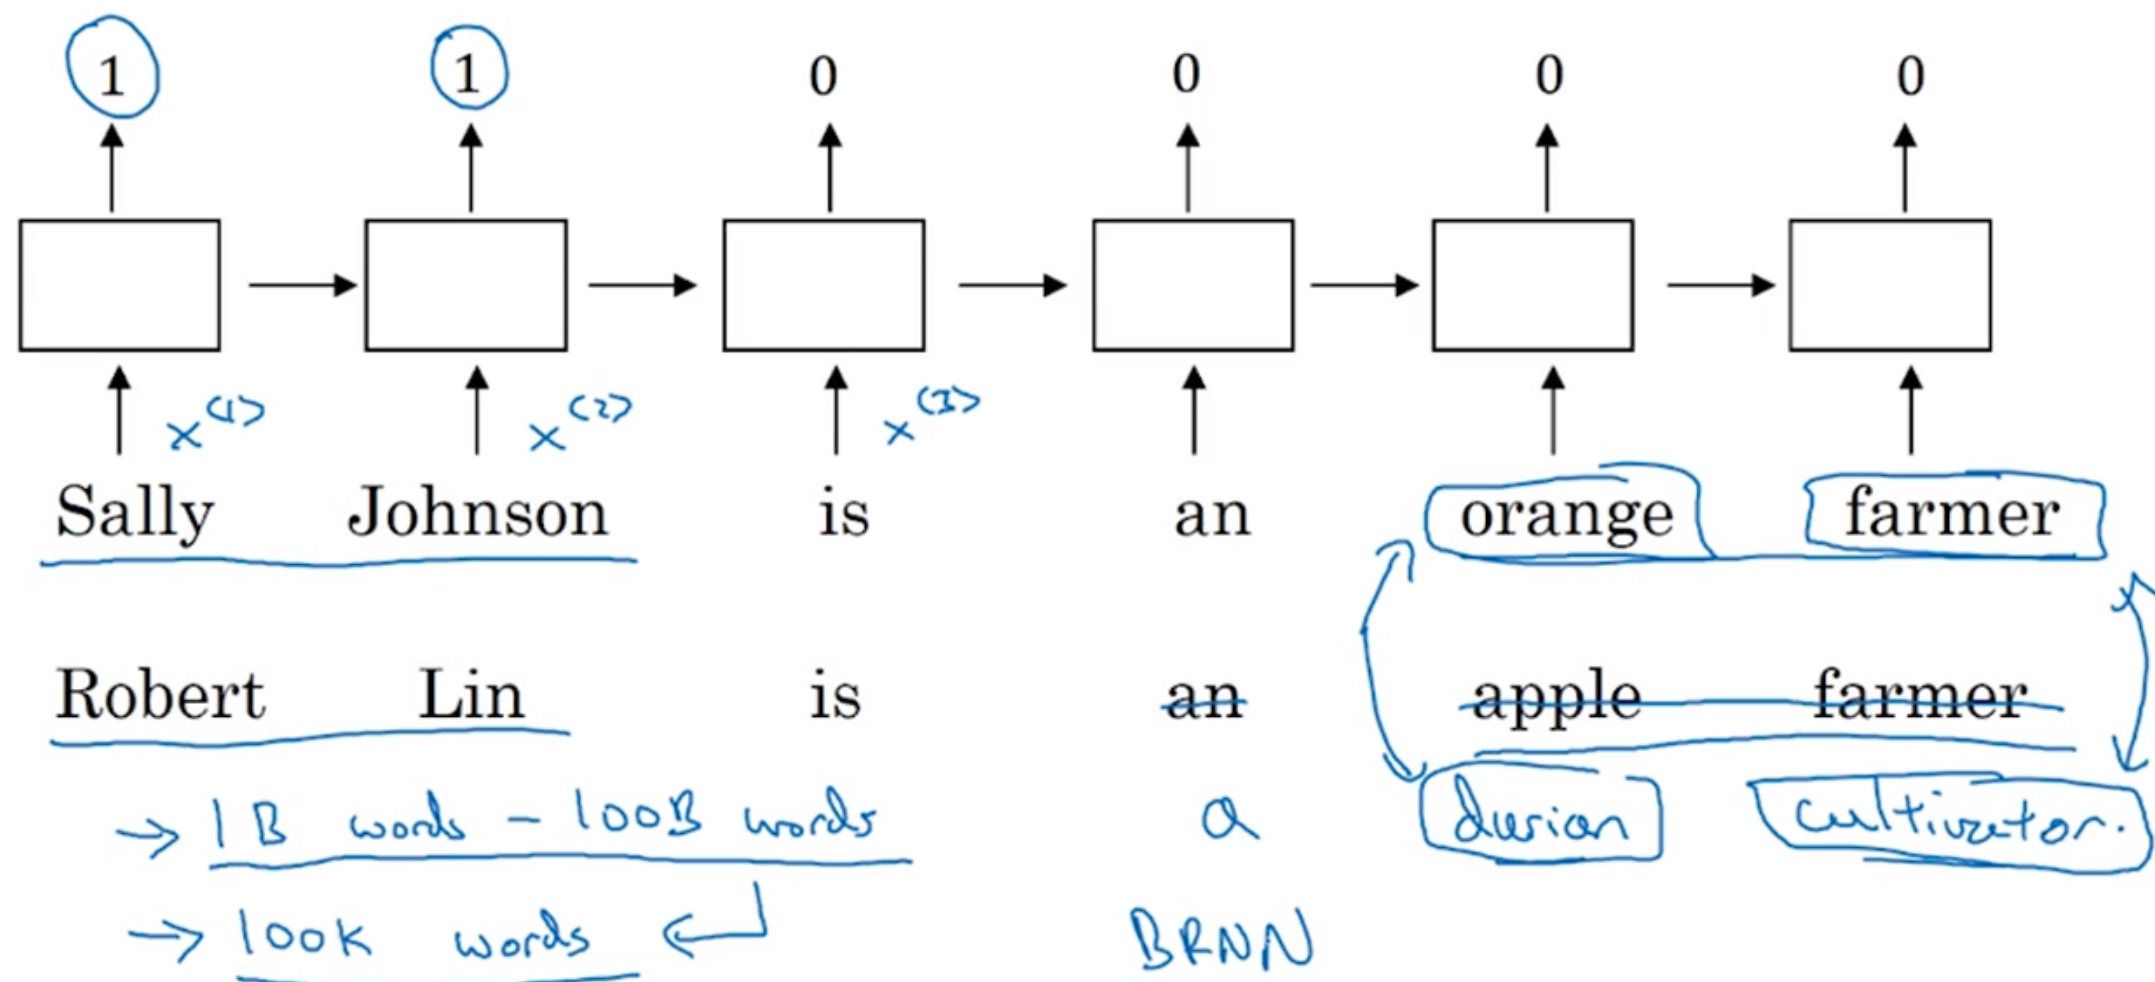 1 1 0 0 0 0
x<1> x<2> x<3>
Sally Johnson is an orange farmer
Robert Lin is an apple farmer
→ 1B words - 100B words a durian cultivator.
→ 100K words BRNN